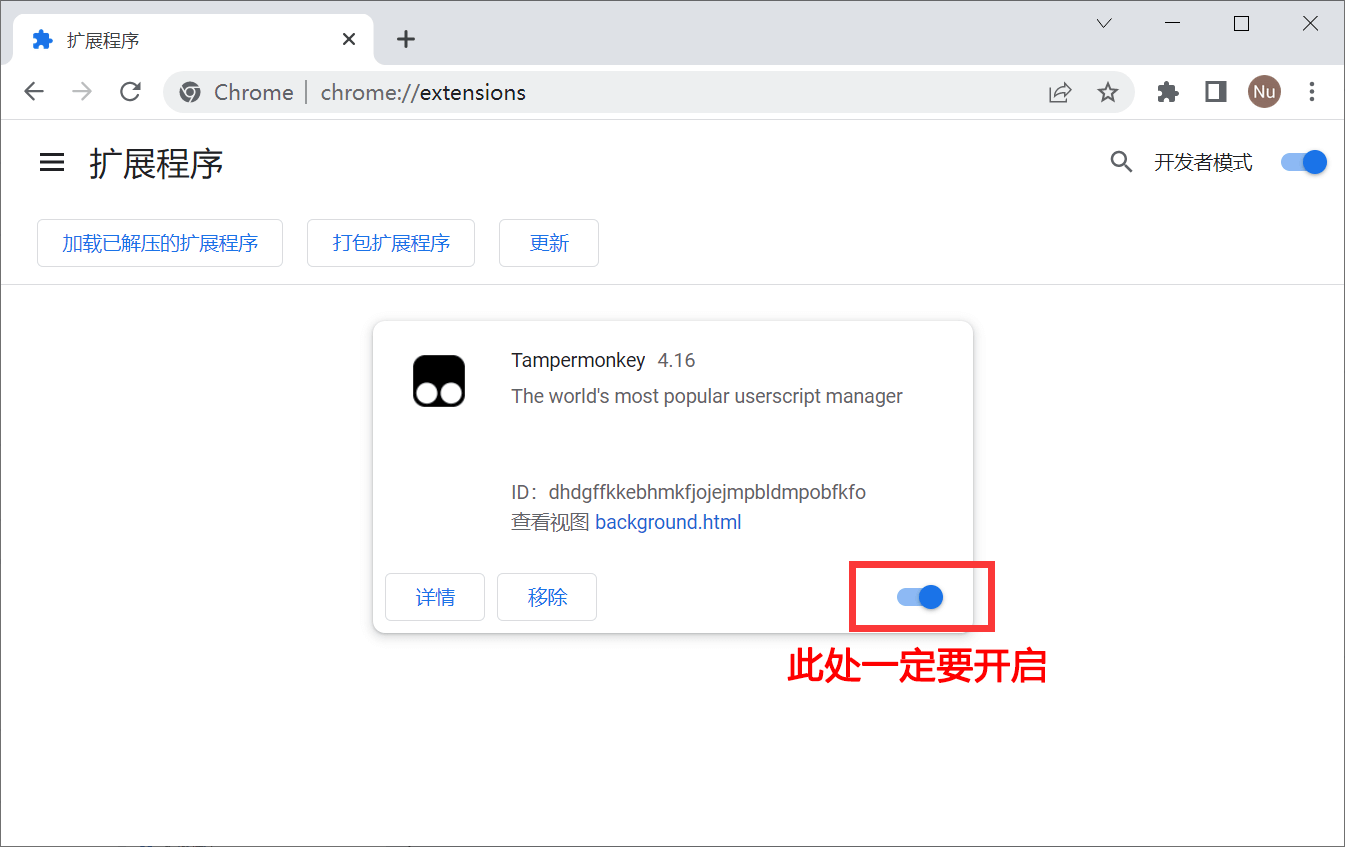 扩展程序
Chrome | chrome://extensions
Nu
扩展程序
开发者模式
加载已解压的扩展程序
打包扩展程序
更新
Tampermonkey 4.16
The world's most popular userscript manager
ID：dhdgffkkebhmkfjojejmpbldmpobfkfo
查看视图 background.html
详情
移除
此处一定要开启